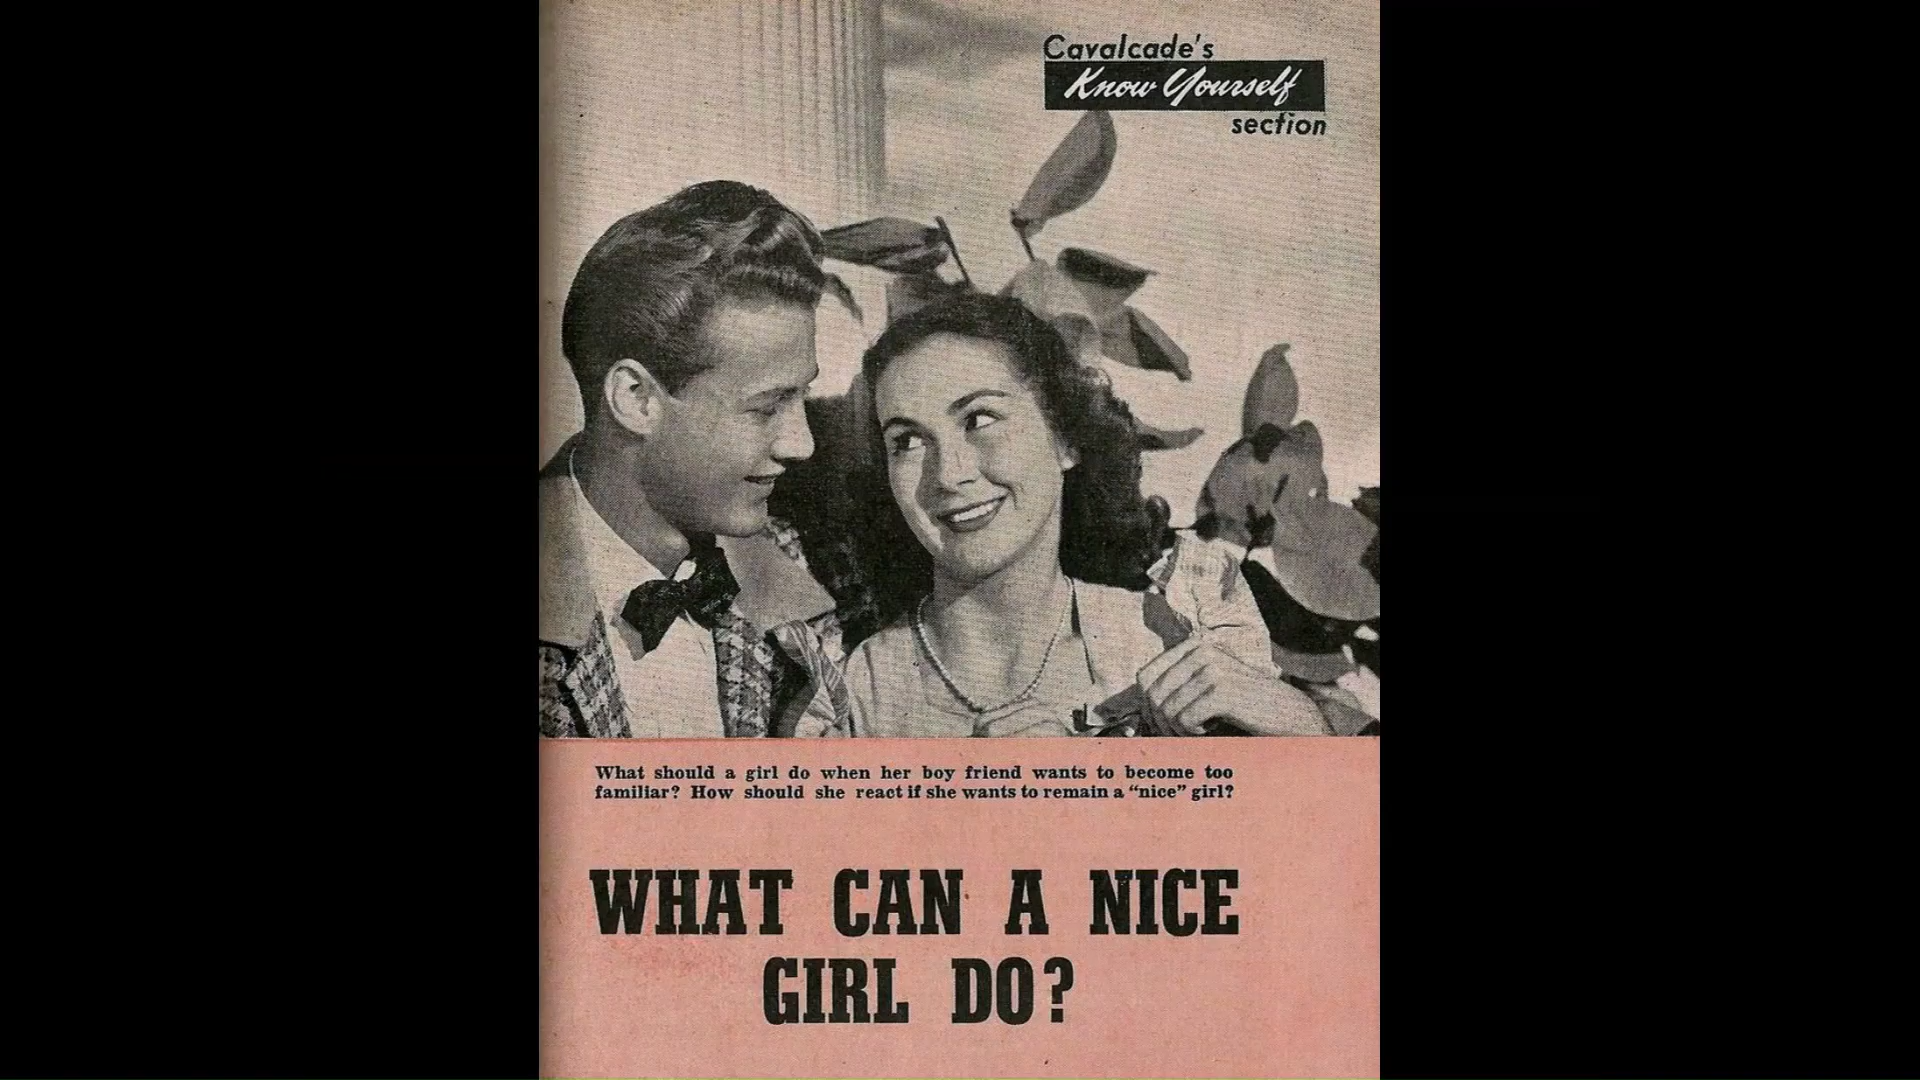 Cavalcade's
Know Yourself
section
What should a girl do when her boy friend wants to become too
familiar? How should she react if she wants to remain a "nice" girl?
WHAT CAN A NICE
GIRL DO?